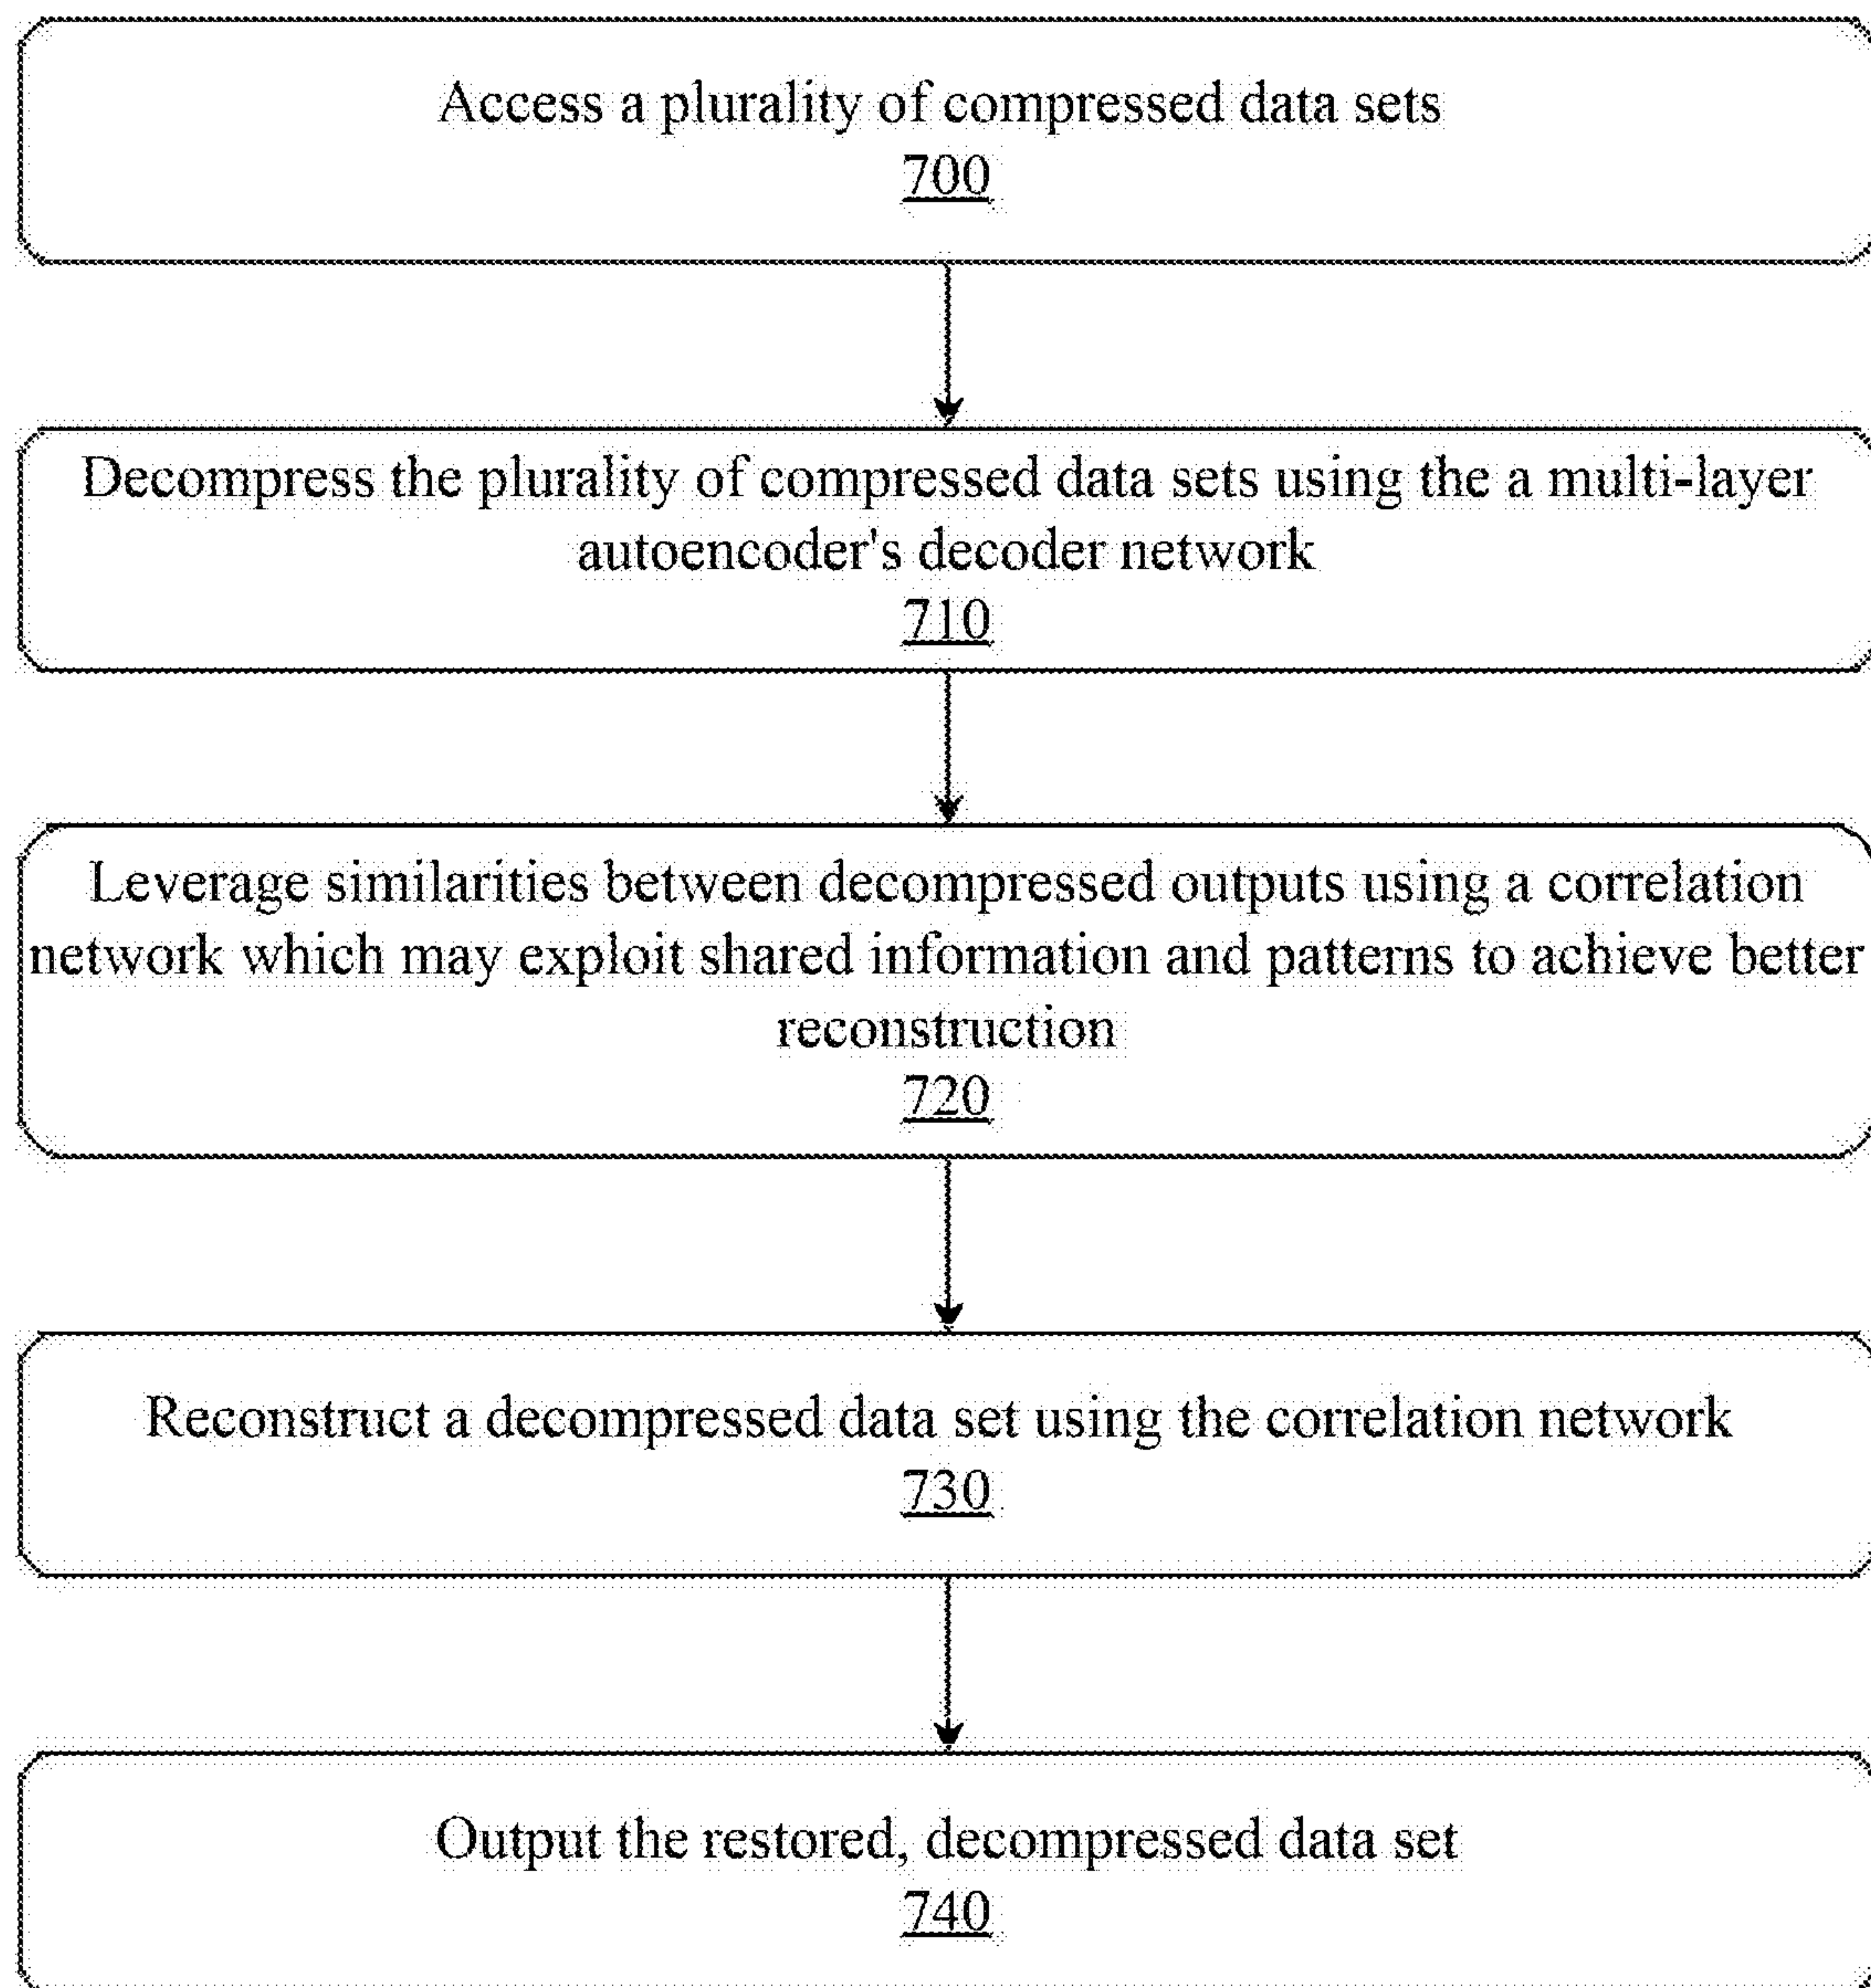 Access a plurality of compressed data sets
700
Decompress the plurality of compressed data sets using the a multi-layer
autoencoder's decoder network
710
Leverage similarities between decompressed outputs using a correlation
network which may exploit shared information and patterns to achieve better
reconstruction
720
Reconstruct a decompressed data set using the correlation network
730
Output the restored, decompressed data set
740